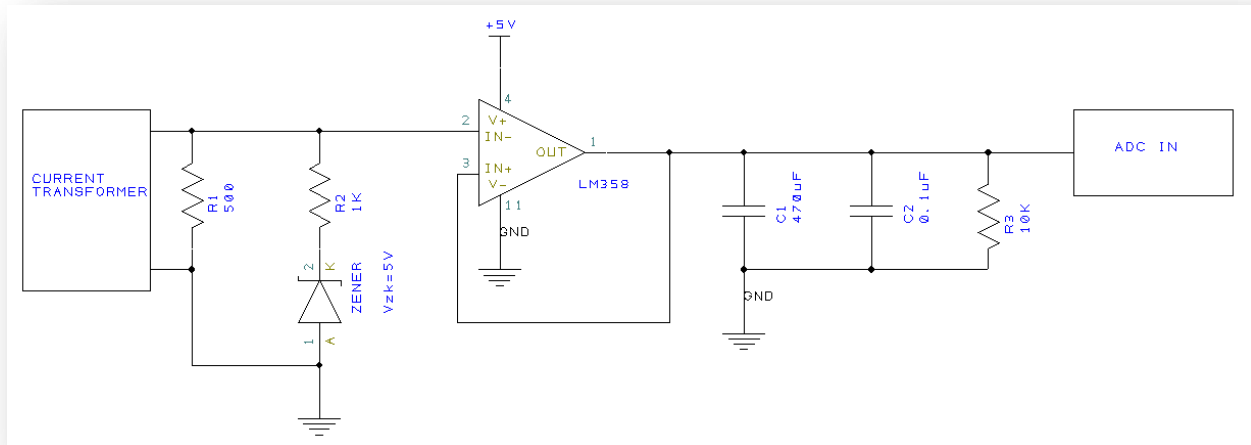 +5V
4
2
V+
IN-
1
OUT
3
IN+
V-
LM358
11
GND
CURRENT
TRANSFORMER
R1
500
R2
1K
2
K
ZENER
Vzk=5V
1
A
C1
470uF
C2
0.1uF
R3
10K
GND
ADC IN